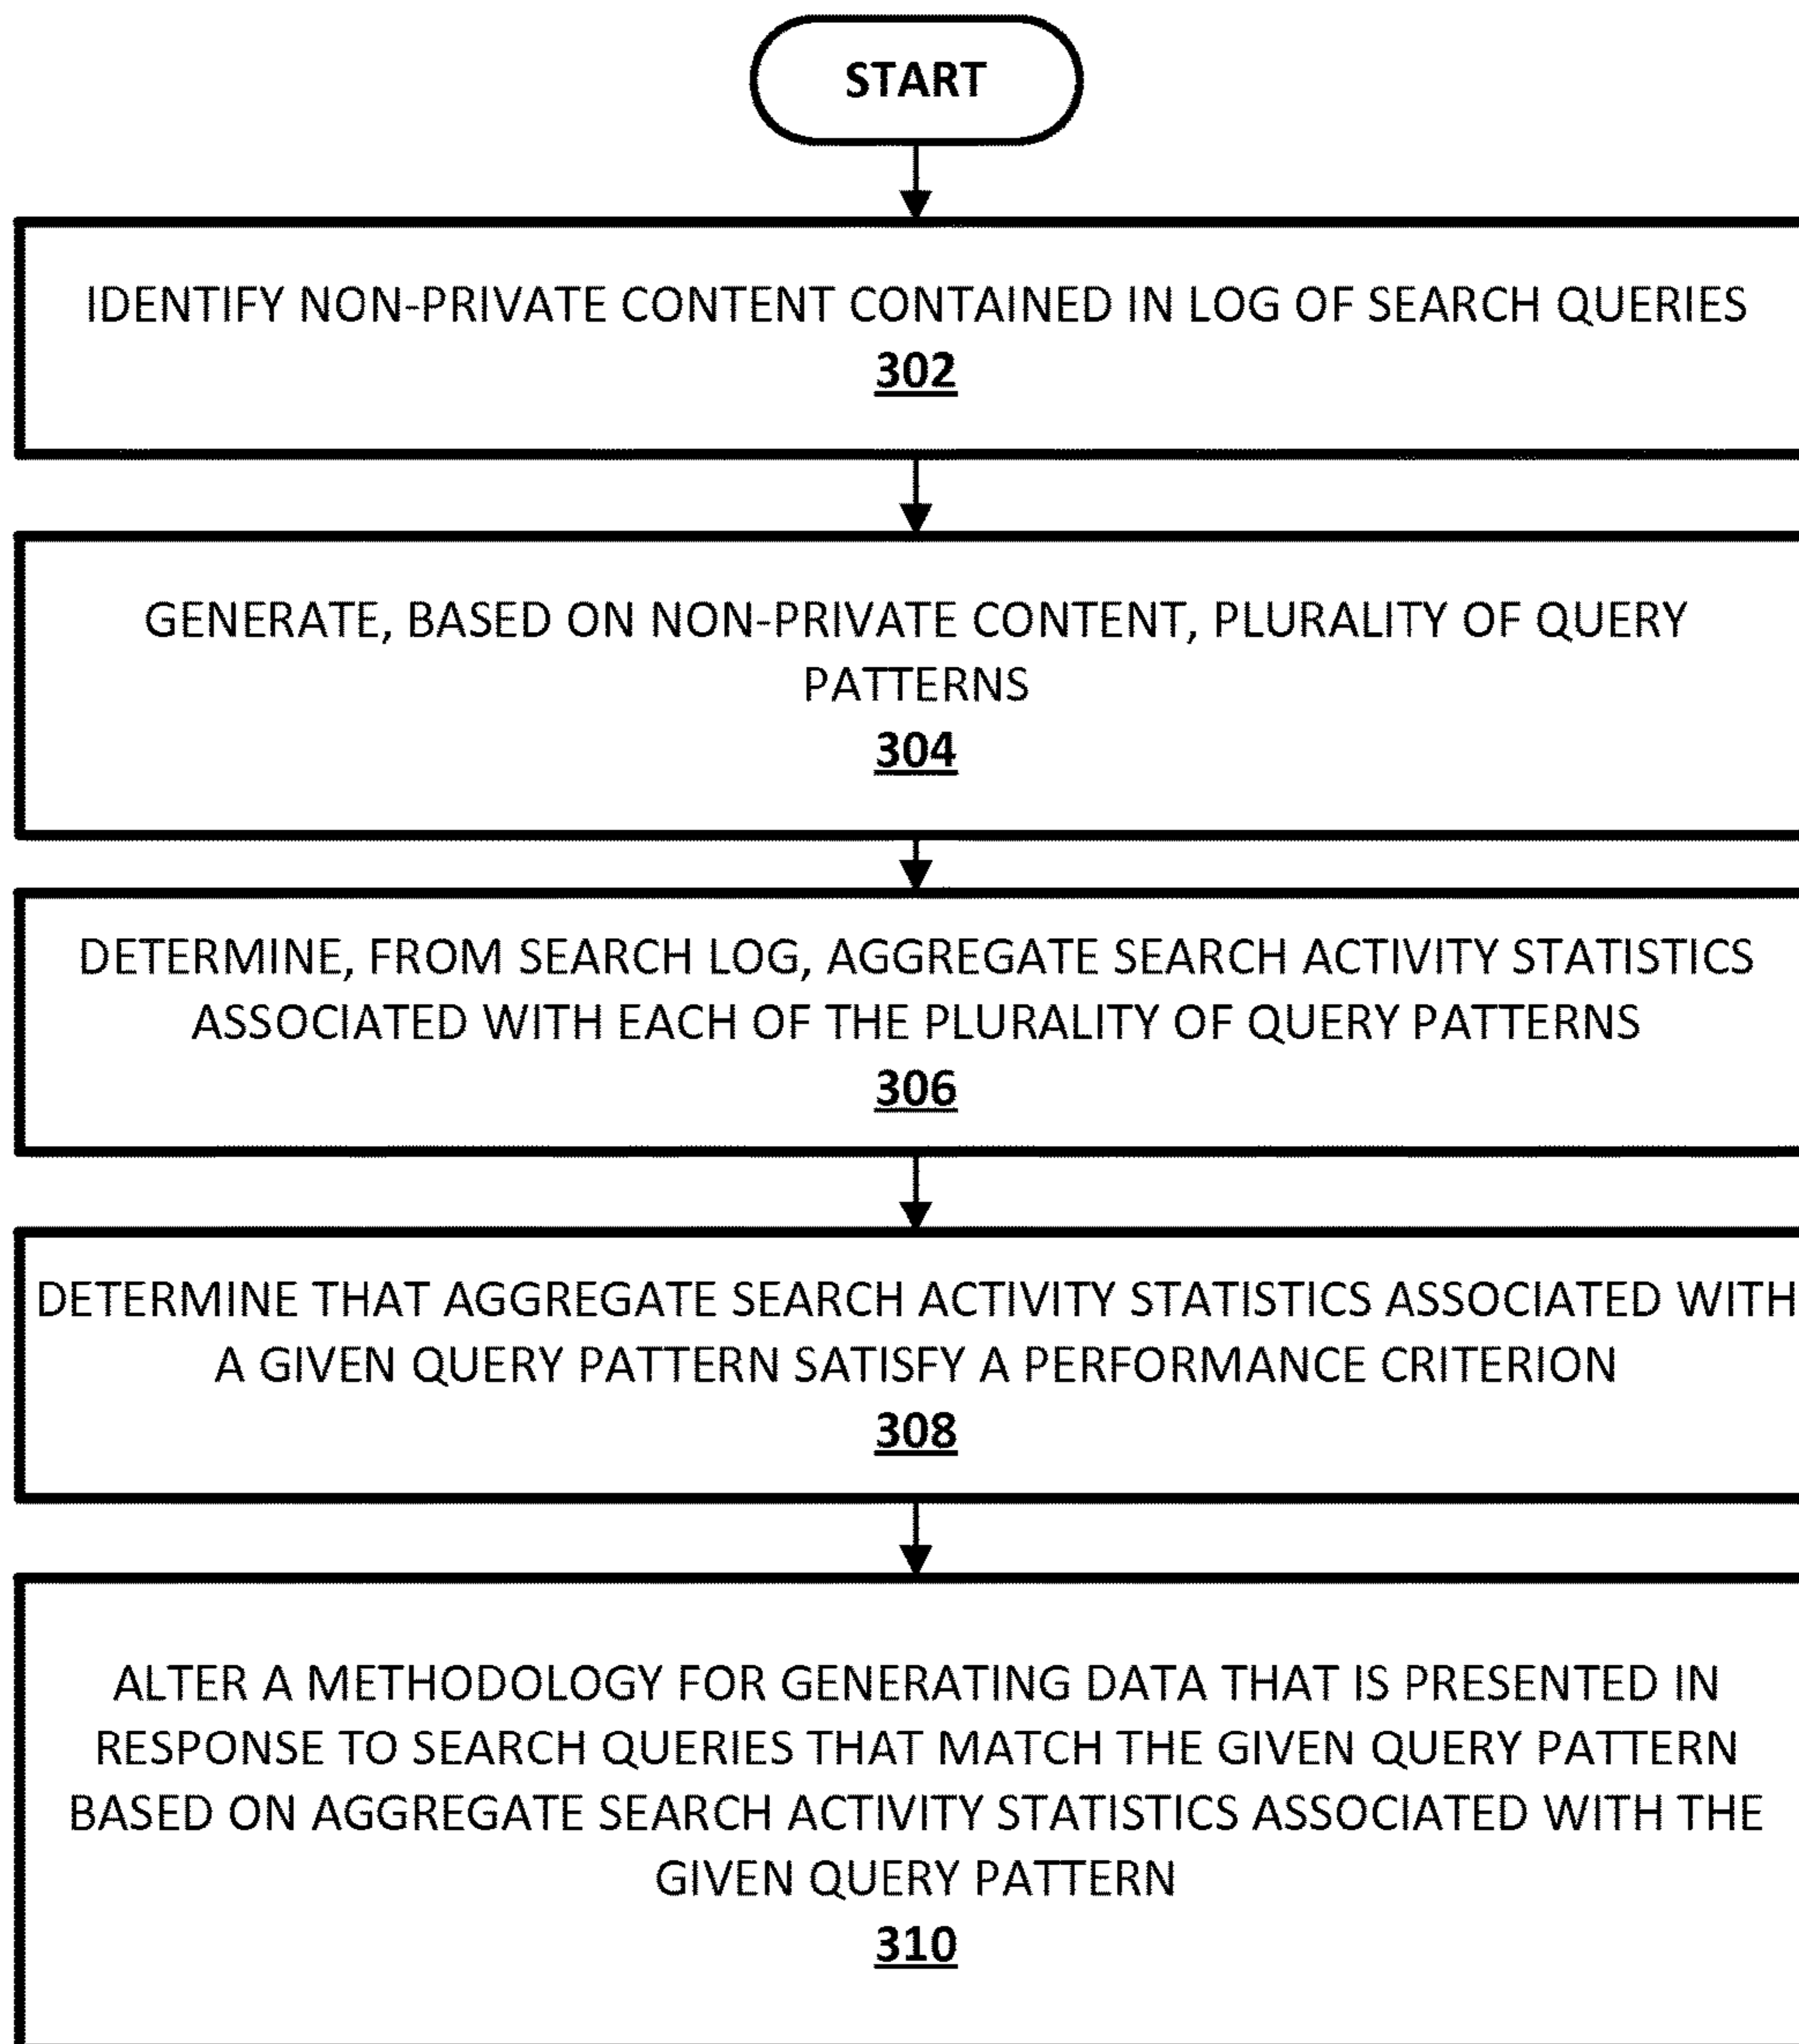 START
IDENTIFY NON-PRIVATE CONTENT CONTAINED IN LOG OF SEARCH QUERIES
302
GENERATE, BASED ON NON-PRIVATE CONTENT, PLURALITY OF QUERY
PATTERNS
304
DETERMINE, FROM SEARCH LOG, AGGREGATE SEARCH ACTIVITY STATISTICS
ASSOCIATED WITH EACH OF THE PLURALITY OF QUERY PATTERNS
306
DETERMINE THAT AGGREGATE SEARCH ACTIVITY STATISTICS ASSOCIATED WITH
A GIVEN QUERY PATTERN SATISFY A PERFORMANCE CRITERION
308
ALTER A METHODOLOGY FOR GENERATING DATA THAT IS PRESENTED IN
RESPONSE TO SEARCH QUERIES THAT MATCH THE GIVEN QUERY PATTERN
BASED ON AGGREGATE SEARCH ACTIVITY STATISTICS ASSOCIATED WITH THE
GIVEN QUERY PATTERN
310